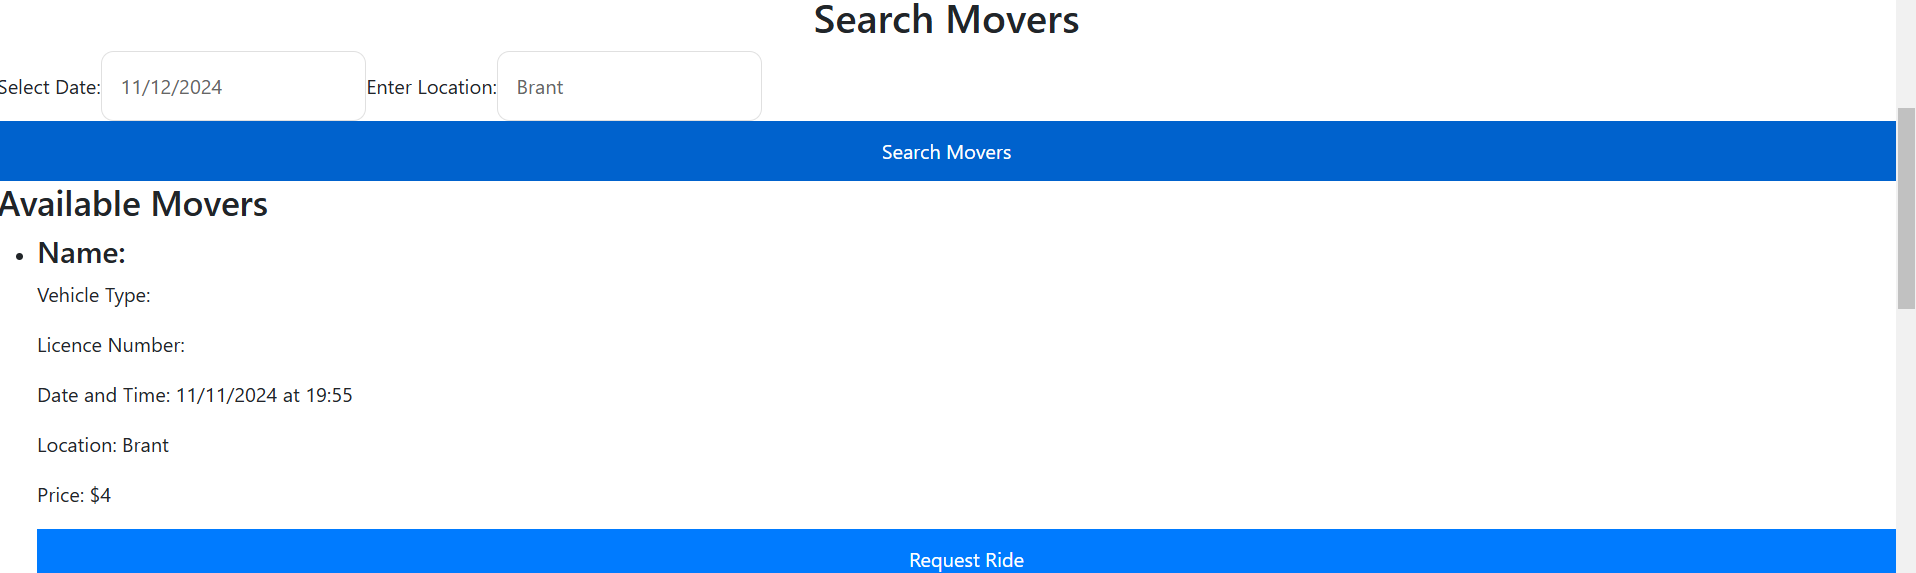 Search Movers
Select Date: 11/12/2024 Enter Location: Brant
Search Movers
Available Movers
Name:
Vehicle Type:
Licence Number:
Date and Time: 11/11/2024 at 19:55
Location: Brant
Price: $4
Request Ride